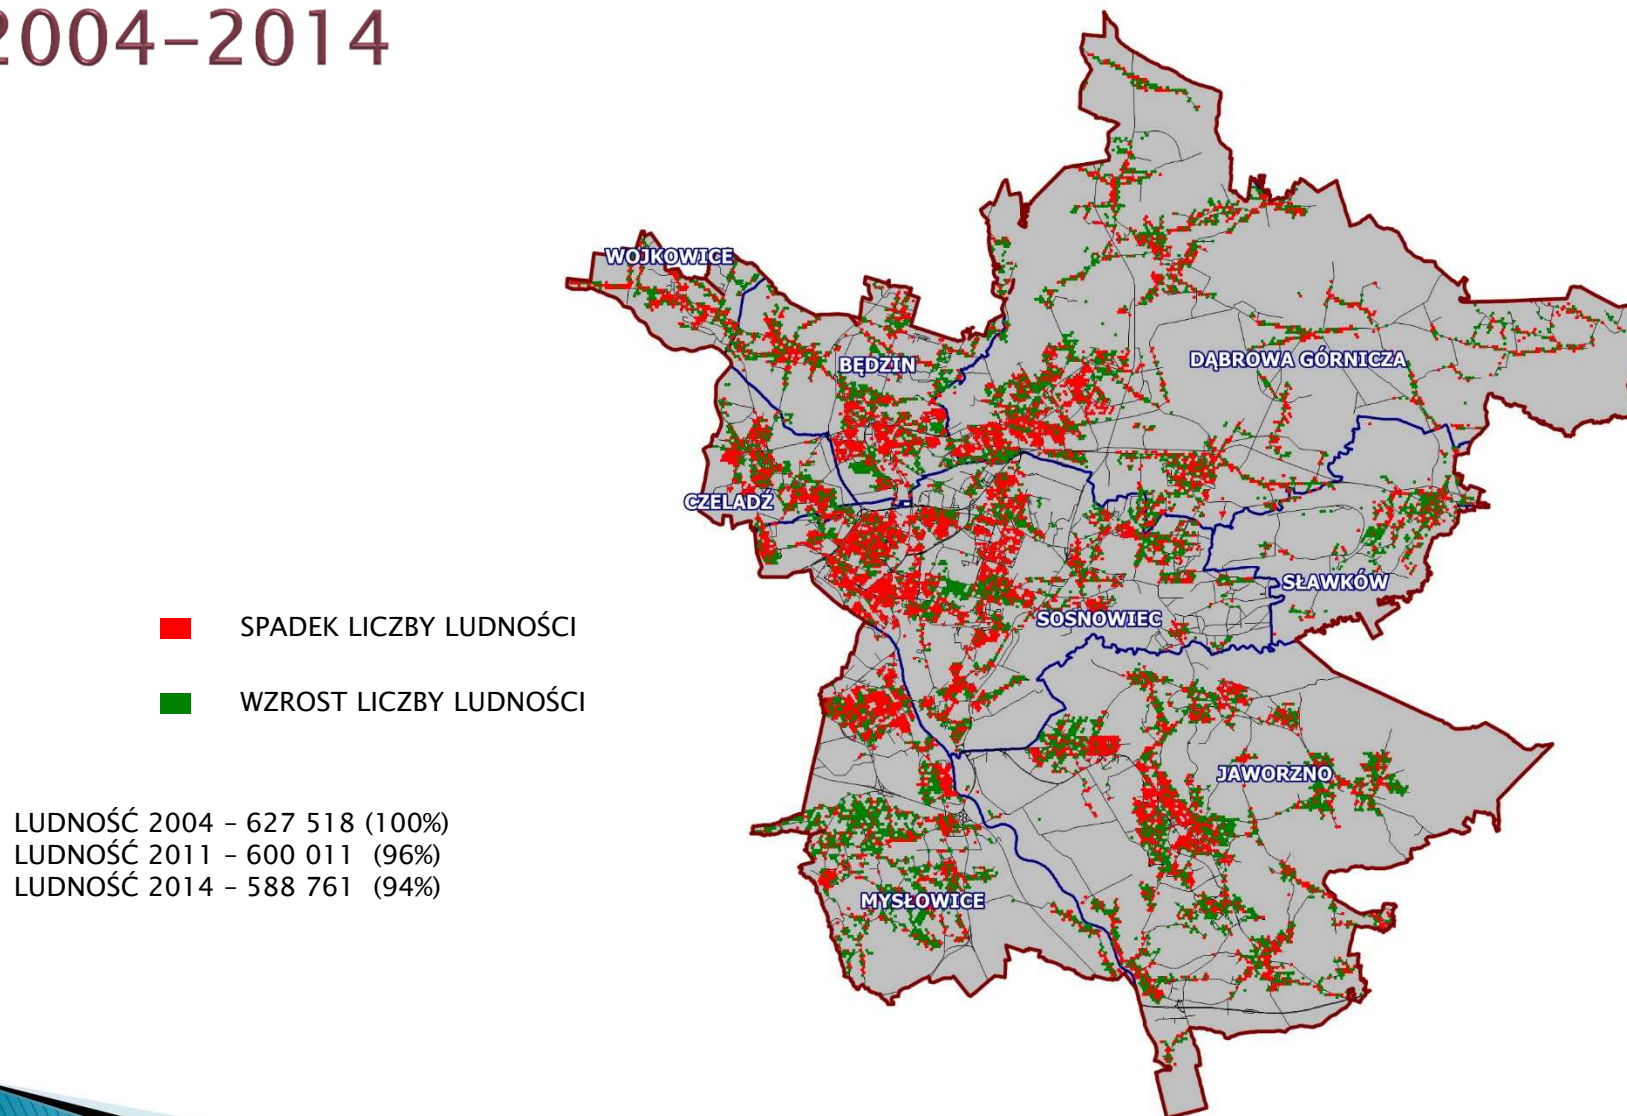 2004-2014
WOJKOWICE
BĘDZIN
DĄBROWA GÓRNICZA
CZELADŹ
SŁAWKÓW
SOSNOWIEC
JAWORZNO
MYSŁOWICE
SPADEK LICZBY LUDNOŚCI
WZROST LICZBY LUDNOŚCI
LUDNOŚĆ 2004 – 627 518 (100%)
LUDNOŚĆ 2011 – 600 011 (96%)
LUDNOŚĆ 2014 – 588 761 (94%)